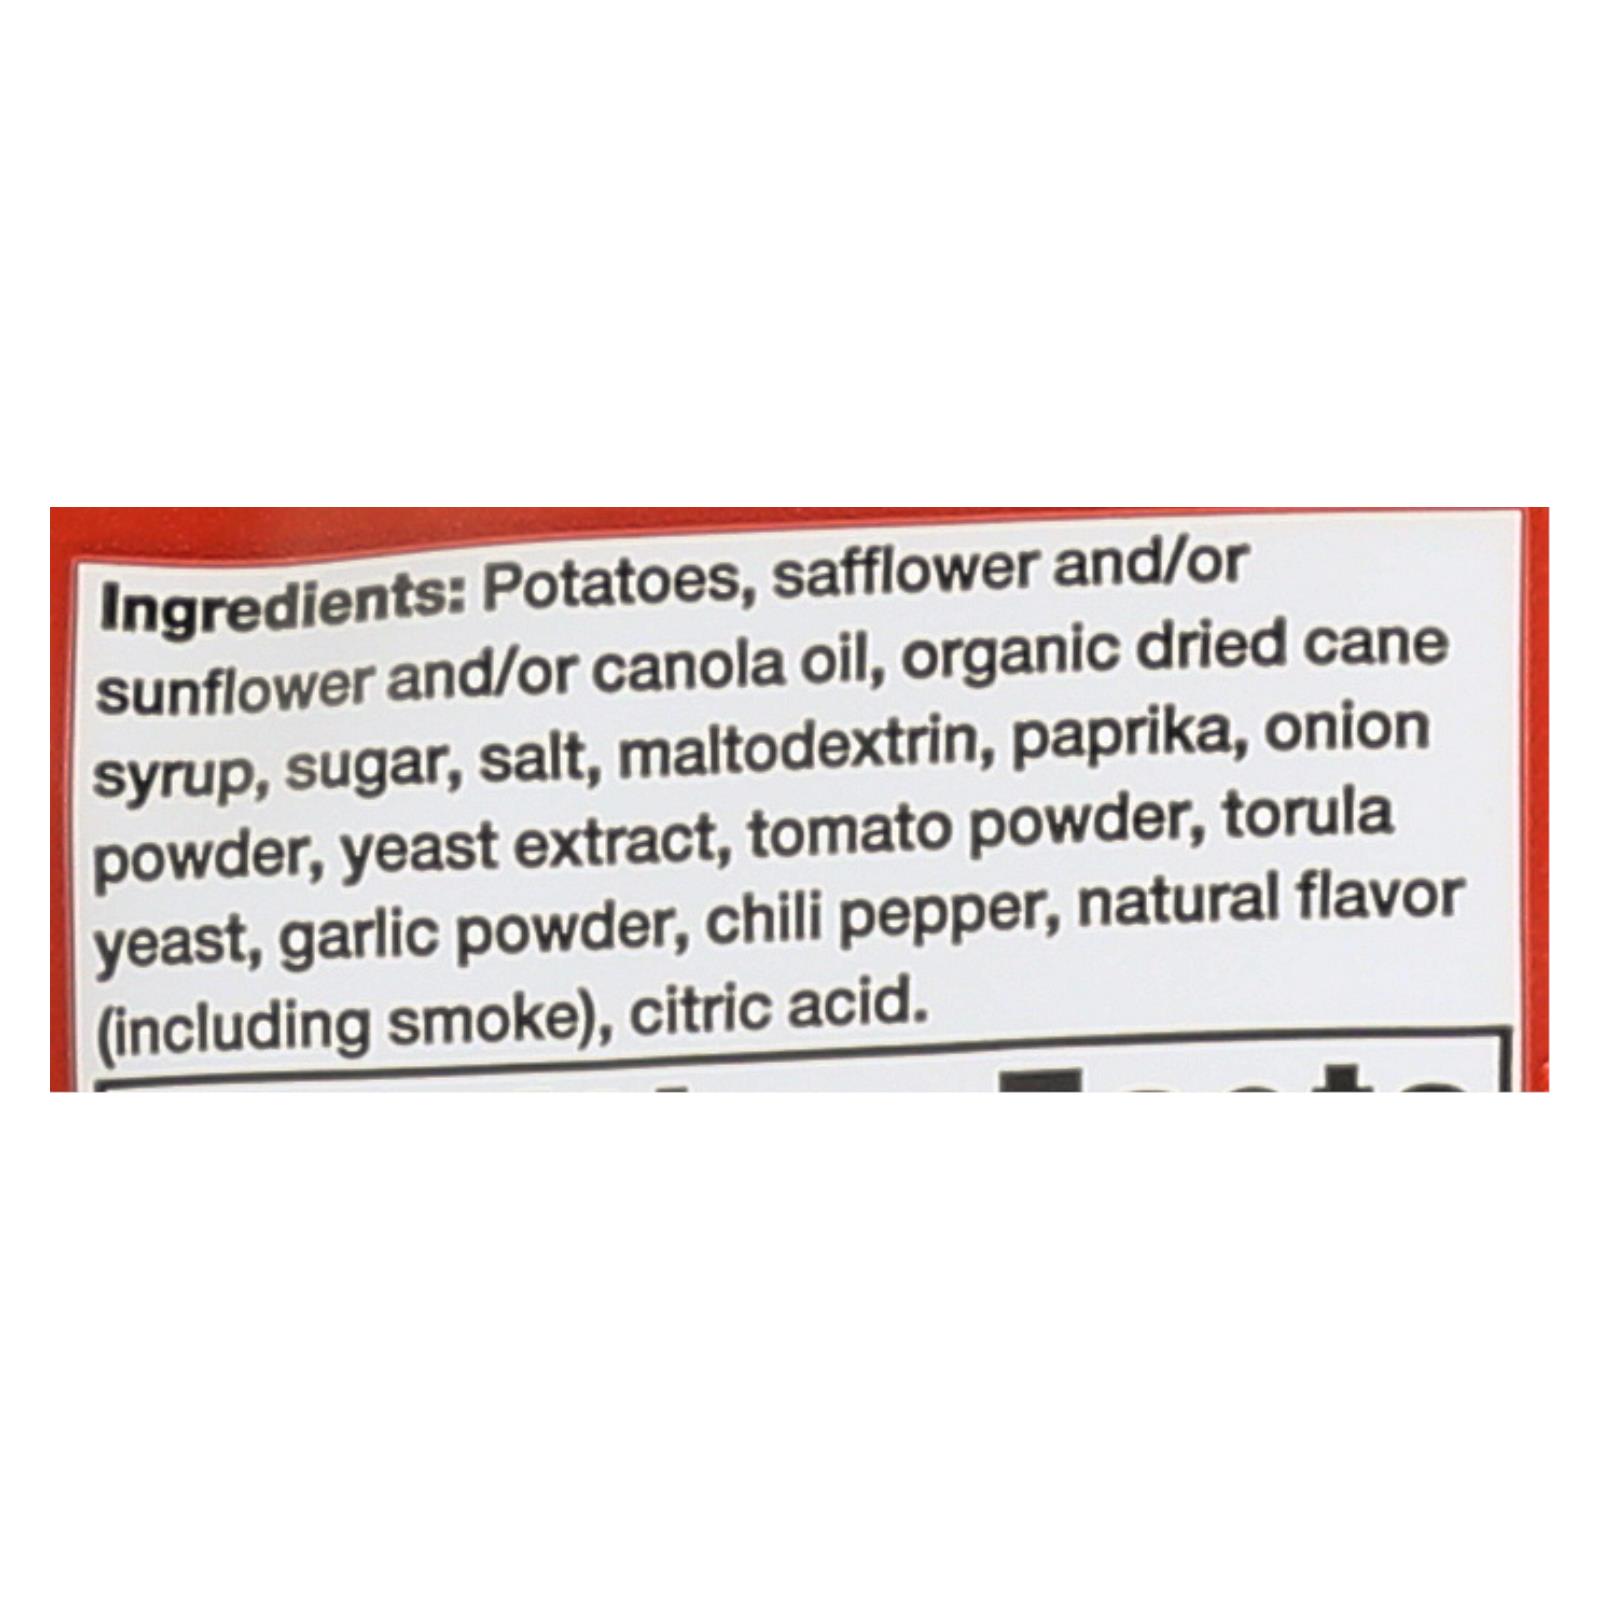 Ingredients: Potatoes, safflower and/or
sunflower and/or canola oil, organic dried cane
syrup, sugar, salt, maltodextrin, paprika, onion
powder, yeast extract, tomato powder, torula
yeast, garlic powder, chili pepper, natural flavor
(including smoke), citric acid.